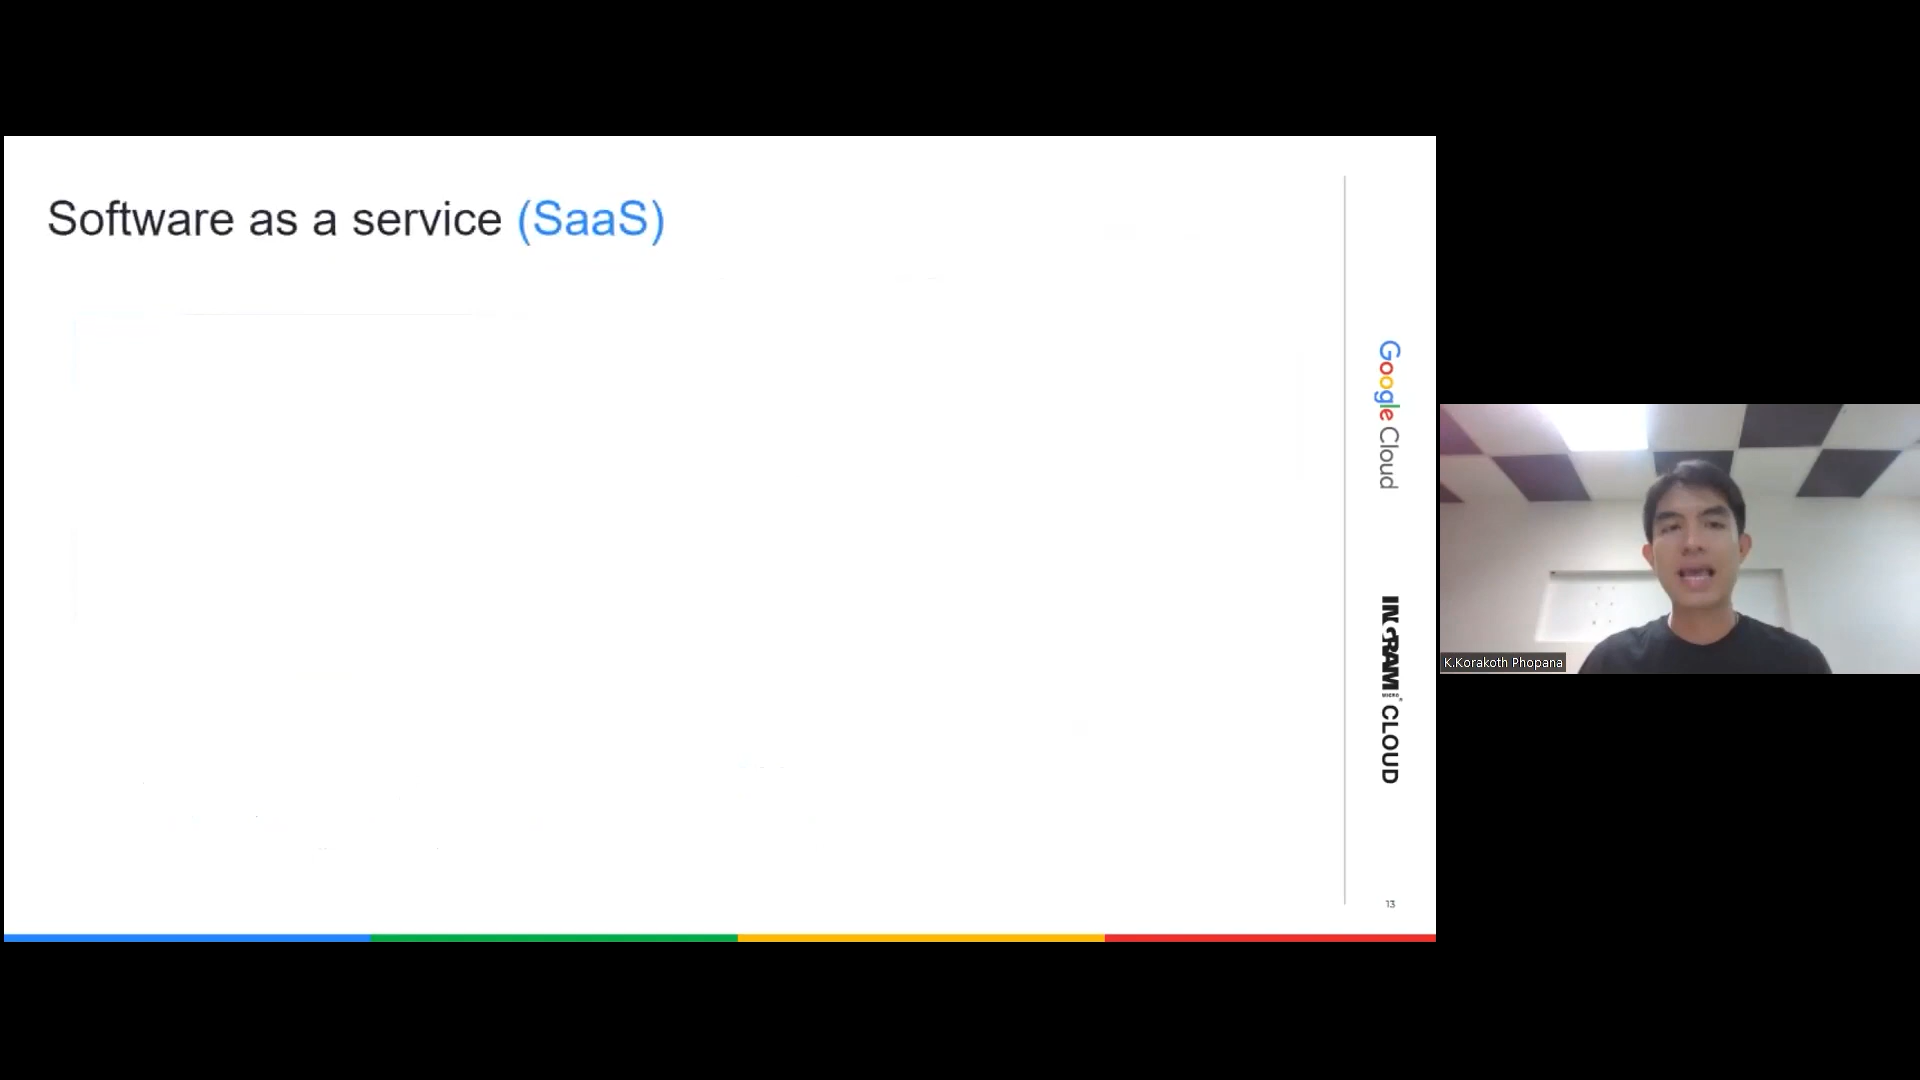 Software as a service (SaaS)
Google Cloud
INGRAM MICRO CLOUD
13
K.Korakoth Phopana